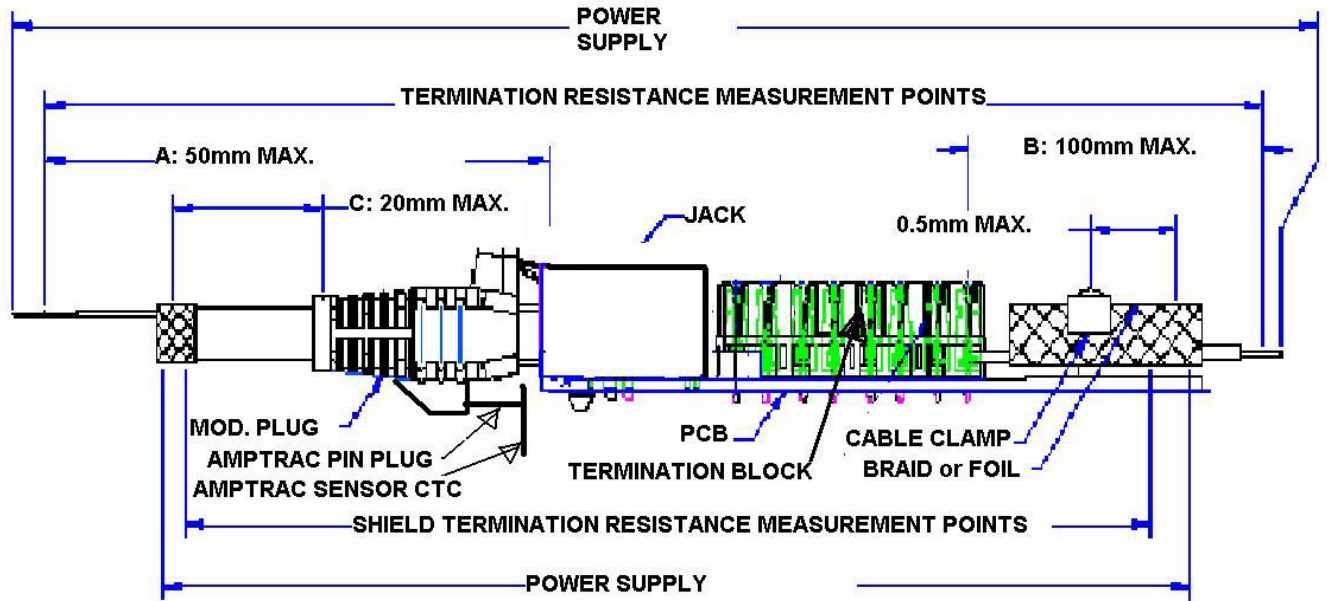 POWER
SUPPLY
TERMINATION RESISTANCE MEASUREMENT POINTS
A: 50mm MAX.
B: 100mm MAX.
C: 20mm MAX.
JACK
0.5mm MAX.
MOD. PLUG
PCB
CABLE CLAMP
AMPTRAC PIN PLUG
TERMINATION BLOCK
BRAID or FOIL
AMPTRAC SENSOR CTC
SHIELD TERMINATION RESISTANCE MEASUREMENT POINTS
POWER SUPPLY